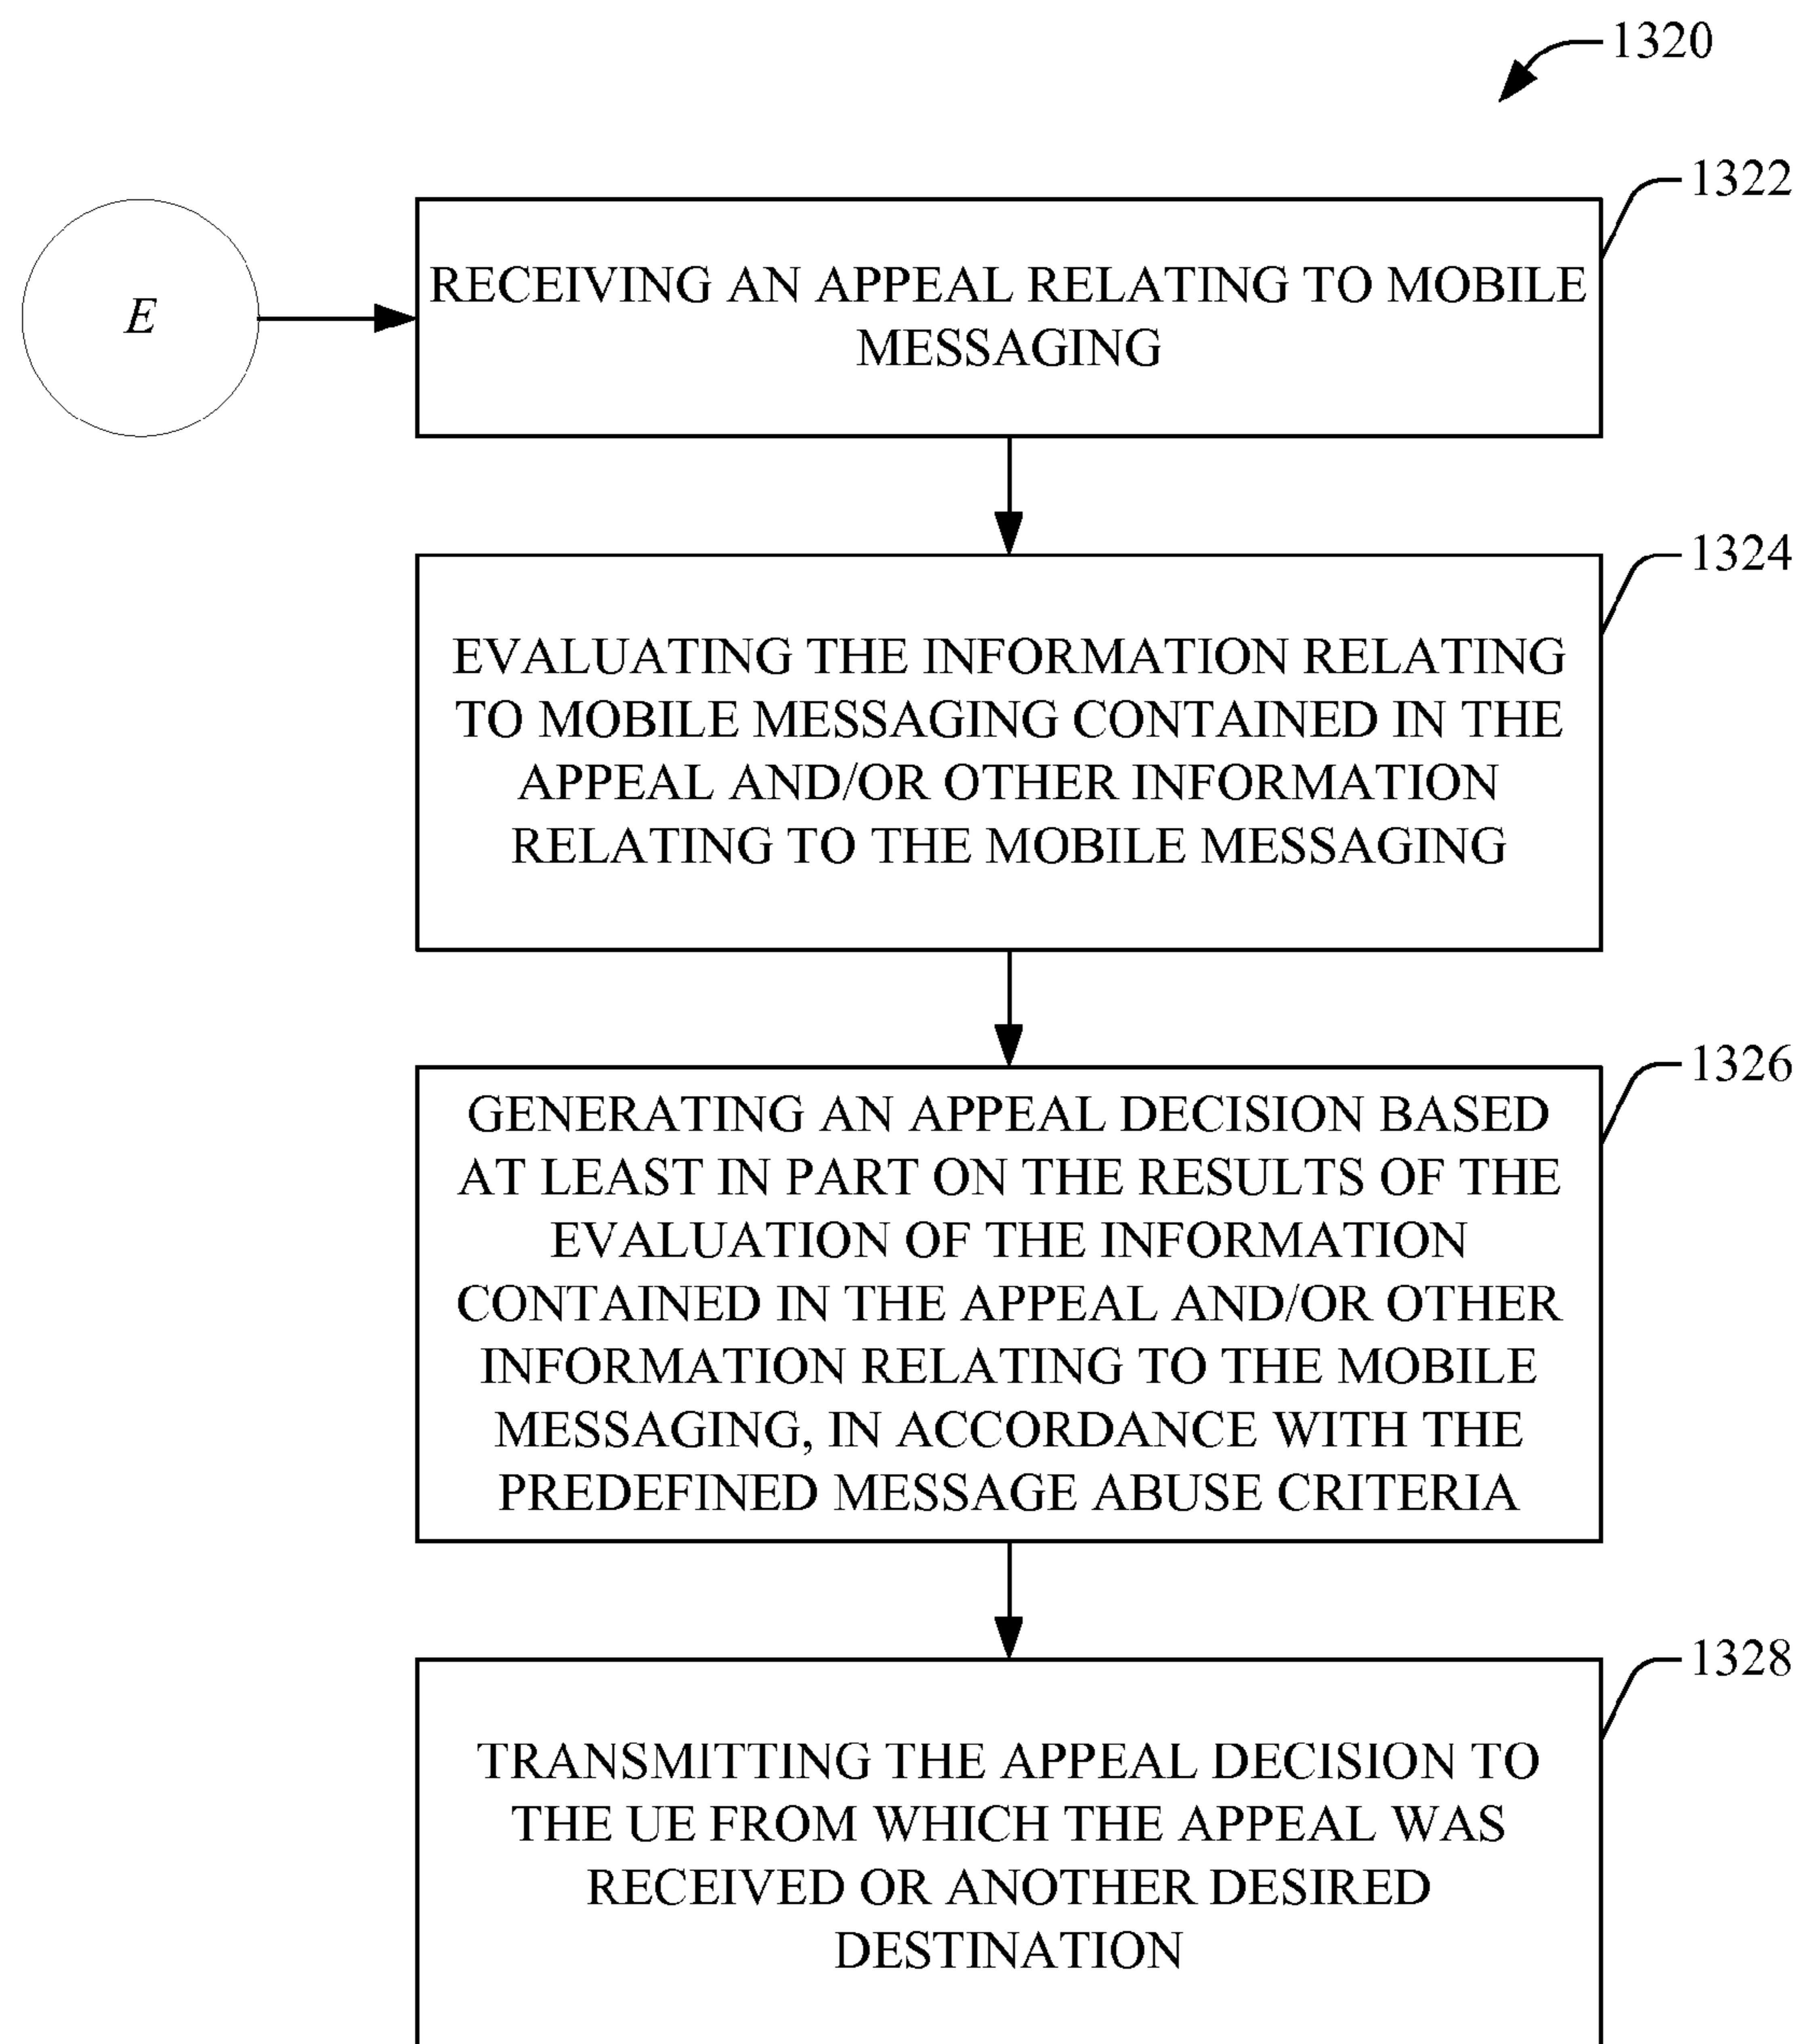 1320
1322
E
RECEIVING AN APPEAL RELATING TO MOBILE
MESSAGING
1324
EVALUATING THE INFORMATION RELATING
TO MOBILE MESSAGING CONTAINED IN THE
APPEAL AND/OR OTHER INFORMATION
RELATING TO THE MOBILE MESSAGING
1326
GENERATING AN APPEAL DECISION BASED
AT LEAST IN PART ON THE RESULTS OF THE
EVALUATION OF THE INFORMATION
CONTAINED IN THE APPEAL AND/OR OTHER
INFORMATION RELATING TO THE MOBILE
MESSAGING, IN ACCORDANCE WITH THE
PREDEFINED MESSAGE ABUSE CRITERIA
1328
TRANSMITTING THE APPEAL DECISION TO
THE UE FROM WHICH THE APPEAL WAS
RECEIVED OR ANOTHER DESIRED
DESTINATION